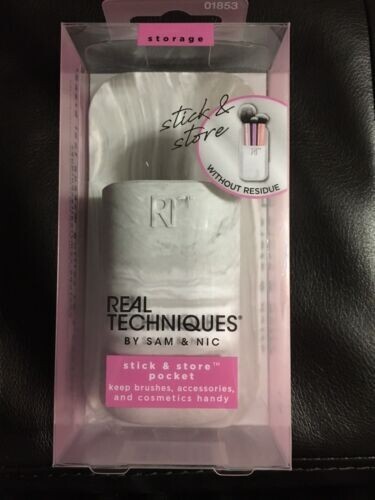 01853
storage
stick &
store
RT
WITHOUT RESIDUE
RT™
REAL
TECHNIQUES®
BY SAM & NIC
stick & store™
pocket
keep brushes, accessories,
and cosmetics handy